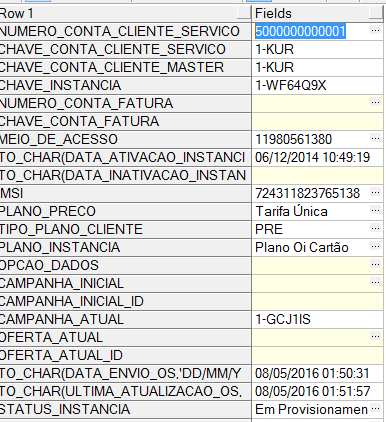 Row 1 Fields
NUMERO_CONTA_CLIENTE_SERVICO 5000000000001 ...
CHAVE_CONTA_CLIENTE_SERVICO 1-KUR
CHAVE_CONTA_CLIENTE_MASTER 1-KUR
CHAVE_INSTANCIA 1-WF64Q9X
NUMERO_CONTA_FATURA ...
CHAVE_CONTA_FATURA
MEIO_DE_ACESSO 11980561380 ...
TO_CHAR(DATA_ATIVACAO_INSTANCI 06/12/2014 10:49:19
TO_CHAR(DATA_INATIVACAO_INSTAN
IMSI 724311823765138 ...
PLANO_PRECO Tarifa Única ...
TIPO_PLANO_CLIENTE PRE ...
PLANO_INSTANCIA Plano Oi Cartão ...
OPCAO_DADOS ...
CAMPANHA_INICIAL ...
CAMPANHA_INICIAL_ID
CAMPANHA_ATUAL 1-GCJ1IS ...
OFERTA_ATUAL ...
OFERTA_ATUAL_ID
TO_CHAR(DATA_ENVIO_OS,'DD/MM/Y 08/05/2016 01:50:31
TO_CHAR(ULTIMA_ATUALIZACAO_OS, 08/05/2016 01:51:57
STATUS_INSTANCIA Em Provisionamen ...